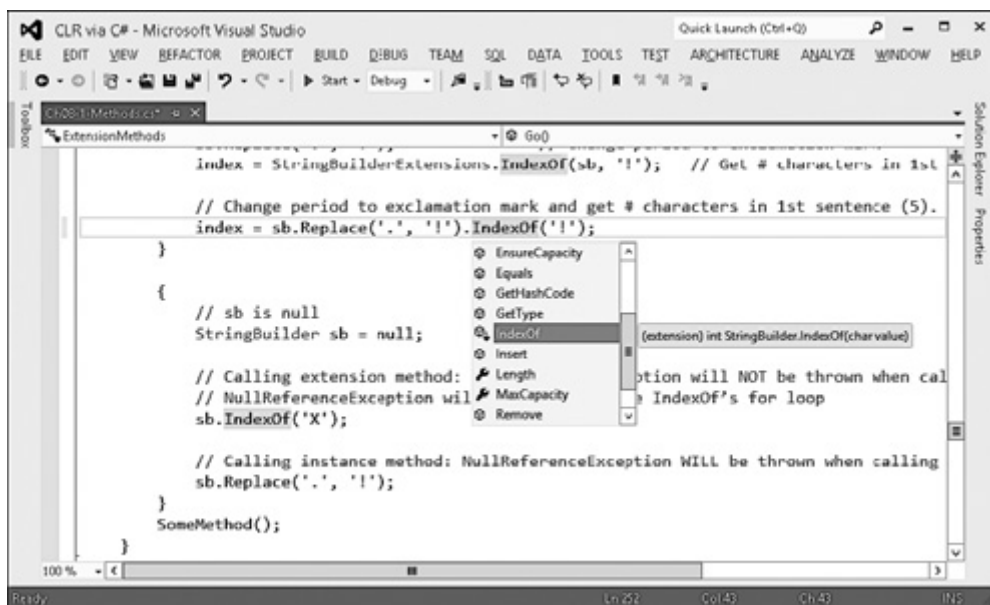 CLR via C# - Microsoft Visual Studio
Quick Launch (Ctrl+Q)
FILE EDIT VIEW REFACTOR PROJECT BUILD DEBUG TEAM SQL DATA TOOLS TEST ARCHITECTURE ANALYZE WINDOW HELP
Start Debug
Toolbox
Ch08-1-Methods.cs*
ExtensionMethods
Go()
index = StringBuilderExtensions.IndexOf(sb, '!'); // Get # characters in 1st
// Change period to exclamation mark and get # characters in 1st sentence (5).
index = sb.Replace('.', '!').IndexOf('!');
}
EnsureCapacity
Equals
{
GetHashCode
// sb is null
GetType
StringBuilder sb = null;
IndexOf
(extension) int StringBuilder.IndexOf(char value)
Insert
// Calling extension method:
Length
ption will NOT be thrown when cal
// NullReferenceException wil
MaxCapacity
e IndexOf's for loop
sb.IndexOf('X');
Remove
// Calling instance method: NullReferenceException WILL be thrown when calling
sb.Replace('.', '!');
}
SomeMethod();
}
Solution Explorer
Properties
100 %
Ready
Ln 252
Col 43
Ch 43
INS